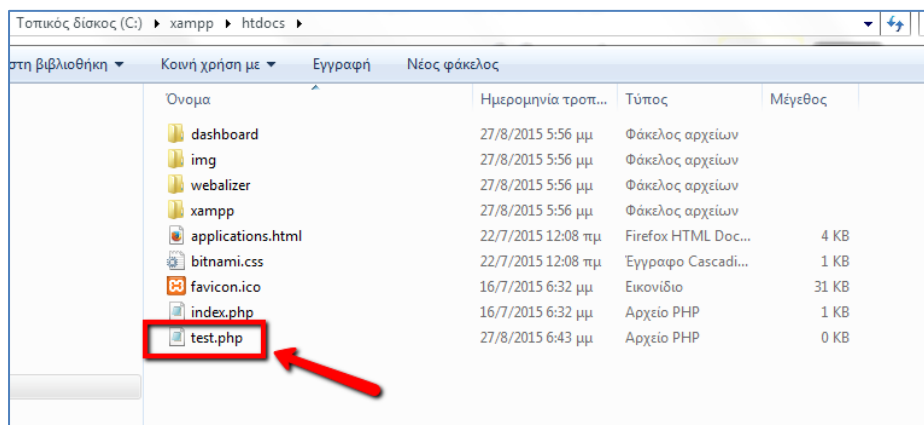 Τοπικός δίσκος (C:) ▸ xampp ▸ htdocs ▸
στη βιβλιοθήκη ▼ Κοινή χρήση με ▼ Εγγραφή Νέος φάκελος
Όνομα Ημερομηνία τροπ... Τύπος Μέγεθος
dashboard 27/8/2015 5:56 μμ Φάκελος αρχείων
img 27/8/2015 5:56 μμ Φάκελος αρχείων
webalizer 27/8/2015 5:56 μμ Φάκελος αρχείων
xampp 27/8/2015 5:56 μμ Φάκελος αρχείων
applications.html 22/7/2015 12:08 πμ Firefox HTML Doc... 4 KB
bitnami.css 22/7/2015 12:08 πμ Έγγραφο Cascadi... 1 KB
favicon.ico 16/7/2015 6:32 μμ Εικονίδιο 31 KB
index.php 16/7/2015 6:32 μμ Αρχείο PHP 1 KB
test.php 27/8/2015 6:43 μμ Αρχείο PHP 0 KB